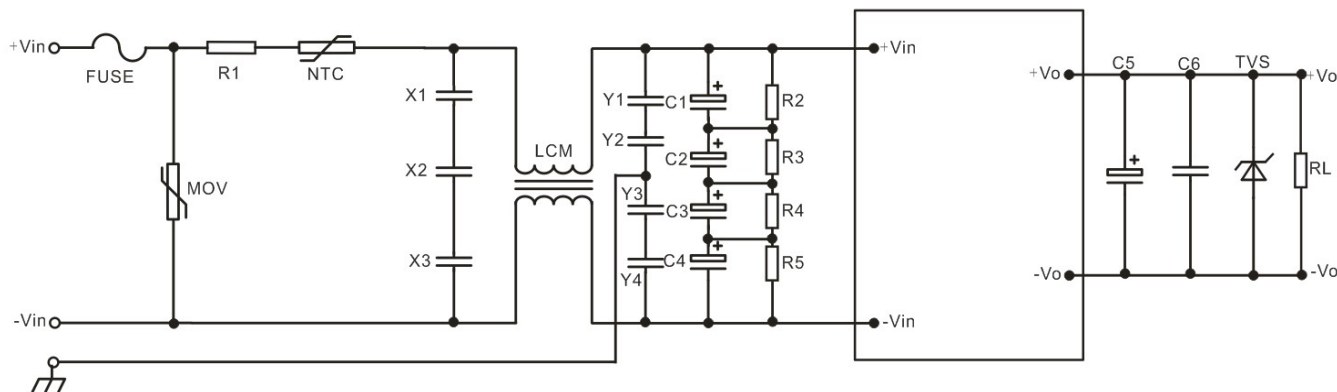 +Vin
FUSE
R1
NTC
MOV
X1
X2
X3
LCM
Y1
Y2
Y3
Y4
C1
+
C2
+
C3
+
C4
+
R2
R3
R4
R5
-Vin
+Vin
-Vin
+Vo
-Vo
C5
+
C6
TVS
RL
+Vo
-Vo